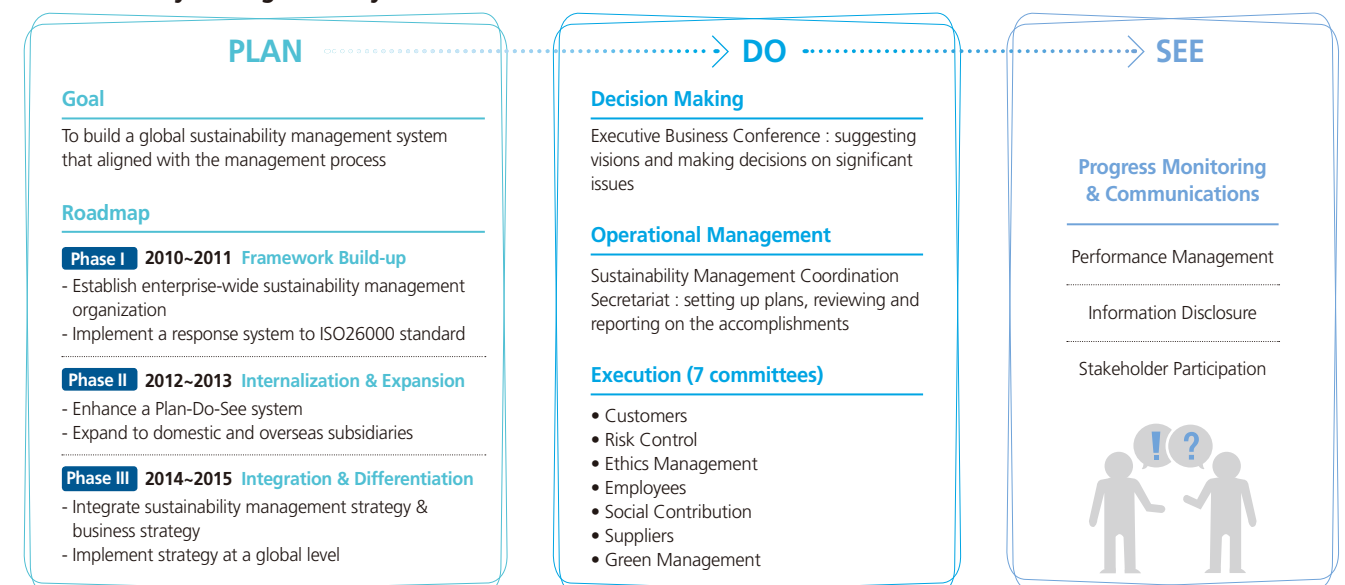 PLAN
Goal
To build a global sustainability management system
that aligned with the management process
Roadmap
Phase I 2010~2011 Framework Build-up
- Establish enterprise-wide sustainability management
organization
- Implement a response system to ISO26000 standard
Phase II 2012~2013 Internalization & Expansion
- Enhance a Plan-Do-See system
- Expand to domestic and overseas subsidiaries
Phase III 2014~2015 Integration & Differentiation
- Integrate sustainability management strategy &
business strategy
- Implement strategy at a global level
DO
Decision Making
Executive Business Conference : suggesting
visions and making decisions on significant
issues
Operational Management
Sustainability Management Coordination
Secretariat : setting up plans, reviewing and
reporting on the accomplishments
Execution (7 committees)
• Customers
• Risk Control
• Ethics Management
• Employees
• Social Contribution
• Suppliers
• Green Management
SEE
Progress Monitoring
& Communications
Performance Management
Information Disclosure
Stakeholder Participation
! ?